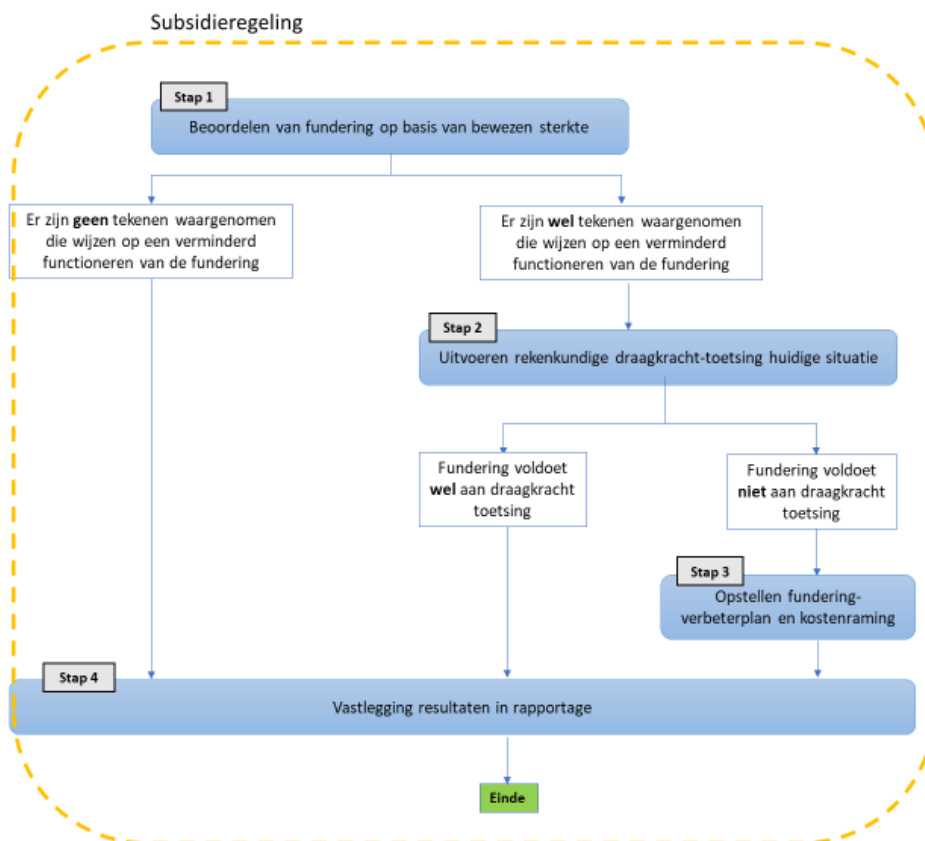 Subsidieregeling
Stap 1
Beoordelen van fundering op basis van bewezen sterkte
Er zijn geen tekenen waargenomen
die wijzen op een verminderd
functioneren van de fundering
Er zijn wel tekenen waargenomen
die wijzen op een verminderd
functioneren van de fundering
Stap 2
Uitvoeren rekenkundige draagkracht-toetsing huidige situatie
Fundering voldoet
wel aan draagkracht
toetsing
Fundering voldoet
niet aan draagkracht
toetsing
Stap 3
Opstellen fundering-
verbeterplan en kostenraming
Stap 4
Vastlegging resultaten in rapportage
Einde